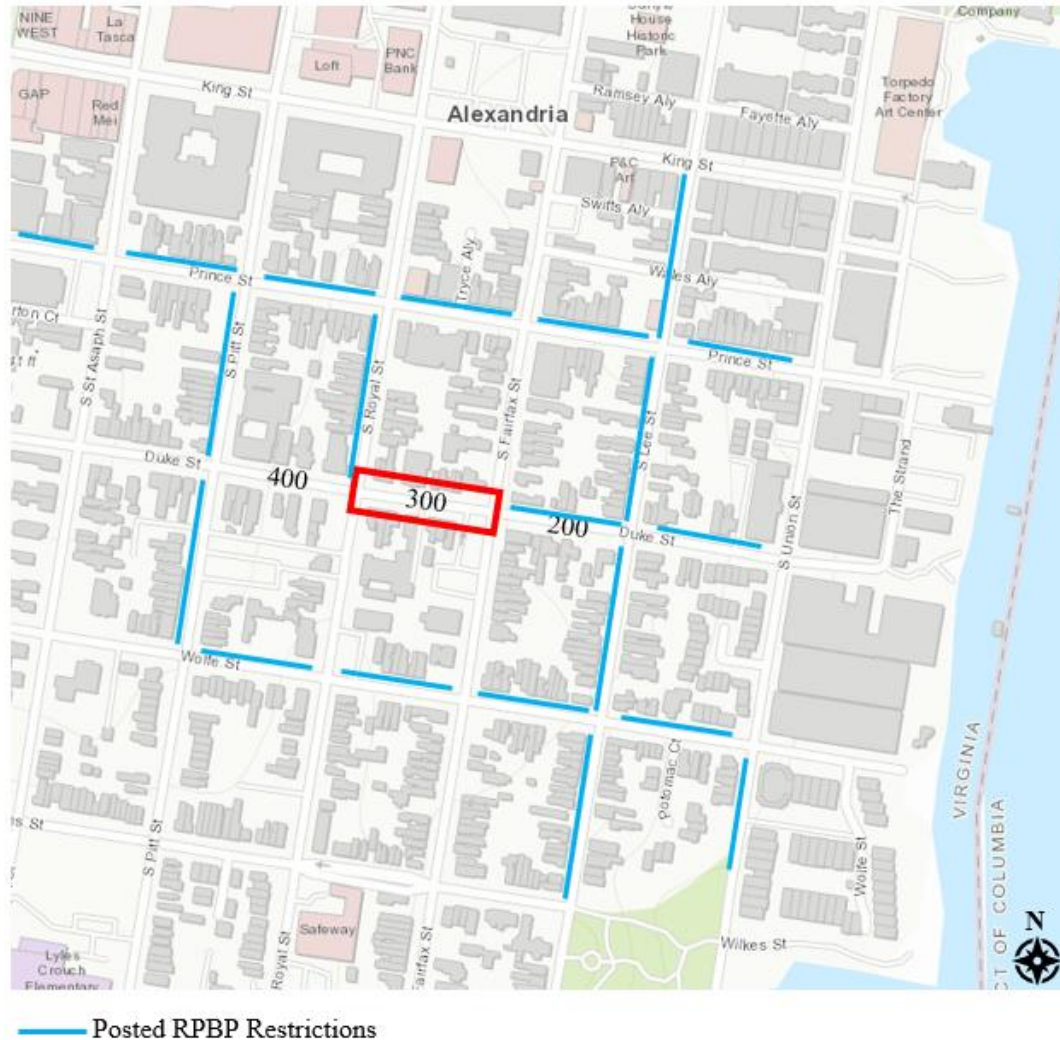 NINE
WEST
La
Tasca
Loft
PNC
Bank
House
Historic
Park
Company
GAP
Red
Mei
King St
Alexandria
Ramsey Aly
Fayette Aly
Torpedo
Factory
Art Center
King St
P&C
Art
Swifts Aly
Tryce Aly
Wales Aly
Prince St
Prince St
S St Asaph St
S Pitt St
S Royal St
S Fairfax St
S Lee St
The Strand
Duke St
400
300
200
Duke St
S Union St
Wolfe St
Potomac Ct
VIRGINIA
S Pitt St
Wolfe St
Safeway
Royal St
Fairfax St
Wilkes St
Lyles
Crouch
Elementary
CT OF COLUMBIA
N
Posted RPBP Restrictions